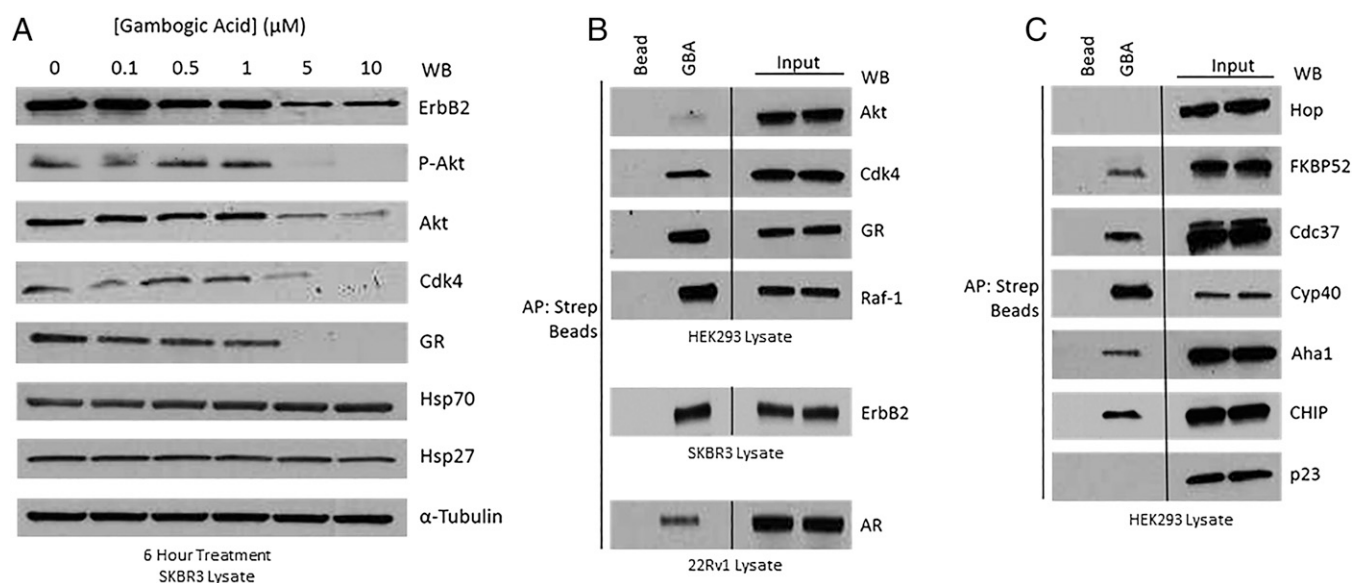 A
[Gambogic Acid] (µM)
0 0.1 0.5 1 5 10 WB
ErbB2
P-Akt
Akt
Cdk4
GR
Hsp70
Hsp27
α-Tubulin
6 Hour Treatment
SKBR3 Lysate
B
Bead
GBA
Input
WB
Akt
Cdk4
GR
Raf-1
HEK293 Lysate
AP: Strep
Beads
ErbB2
SKBR3 Lysate
AR
22Rv1 Lysate
C
Bead
GBA
Input
WB
Hop
FKBP52
Cdc37
Cyp40
AP: Strep
Beads
Aha1
CHIP
p23
HEK293 Lysate